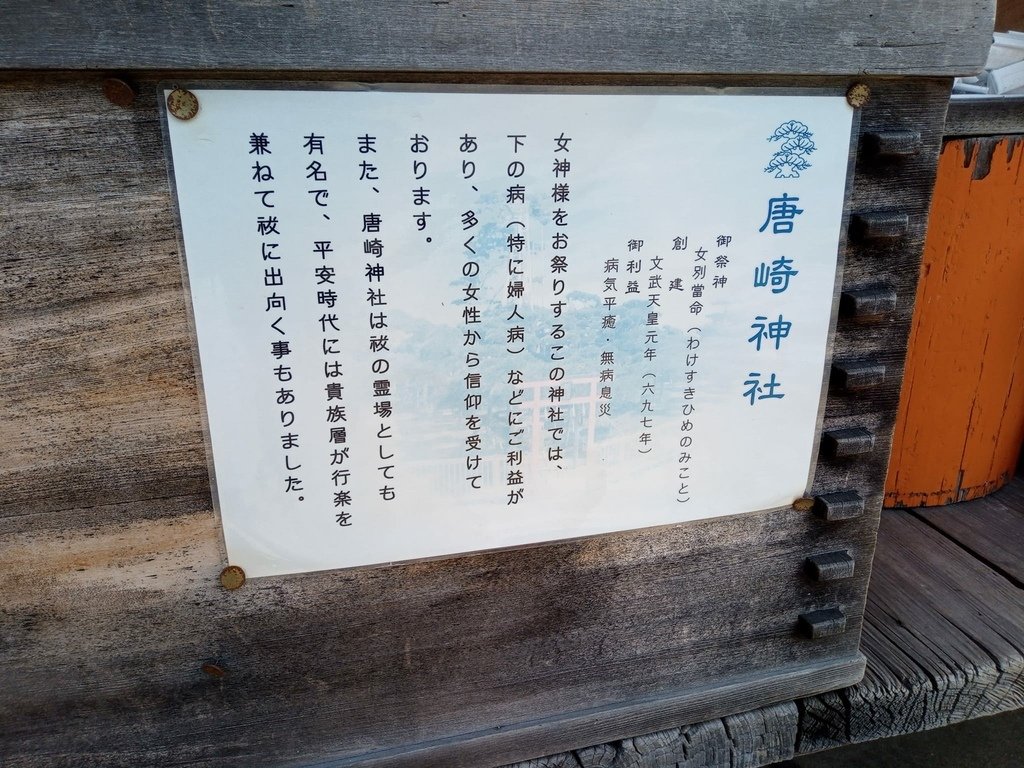 唐崎神社
御祭神
女別當命（わけすきひめのみこと）
創建
文武天皇元年（六九七年）
御利益
病気平癒・無病息災
女神様をお祭りするこの神社では、
下の病（特に婦人病）などにご利益が
あり、多くの女性から信仰を受けて
おります。
また、唐崎神社は祓の霊場としても
有名で、平安時代には貴族層が行楽を
兼ねて祓に出向く事もありました。